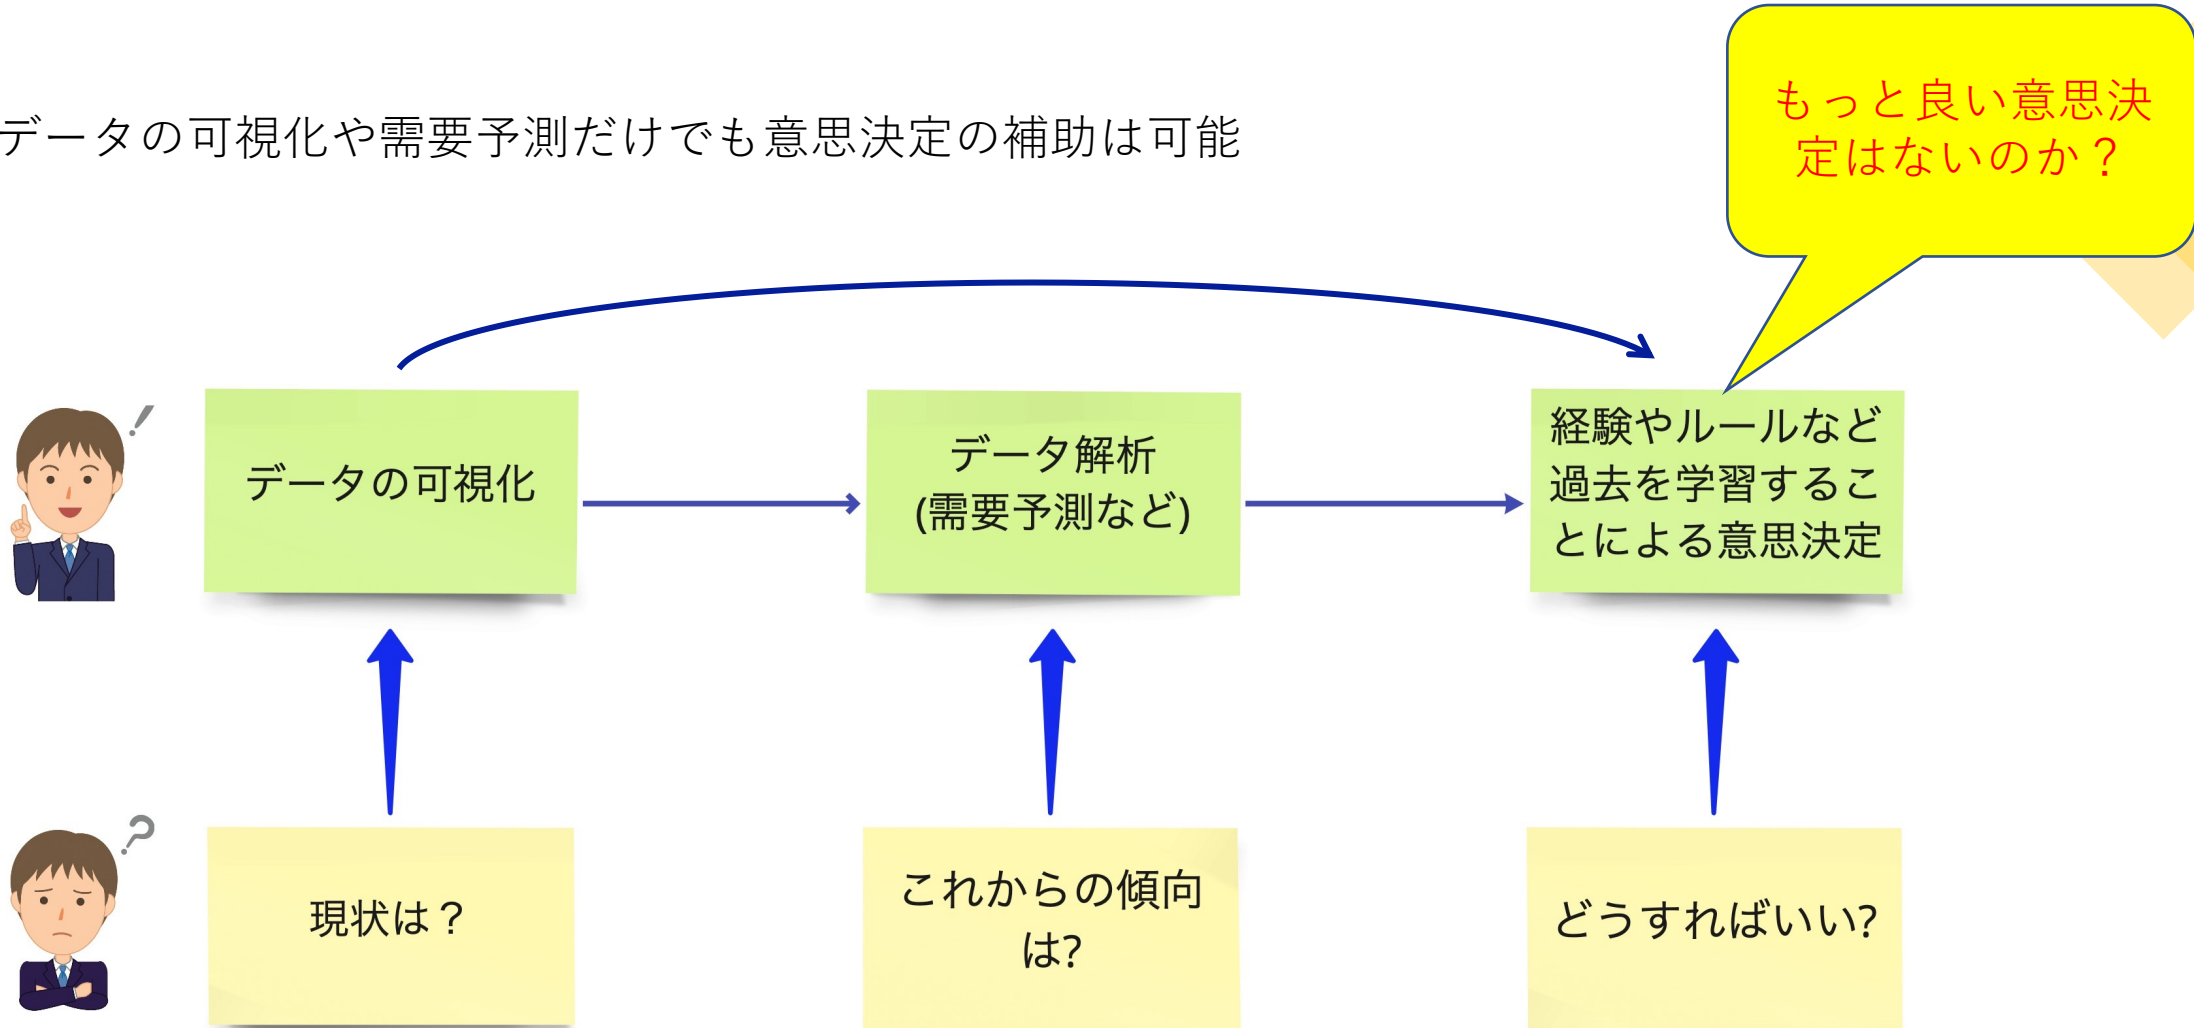 データの可視化や需要予測だけでも意思決定の補助は可能
もっと良い意思決
定はないのか？
データの可視化
データ解析
(需要予測など)
経験やルールなど
過去を学習するこ
とによる意思決定
現状は？
これからの傾向
は?
どうすればいい?